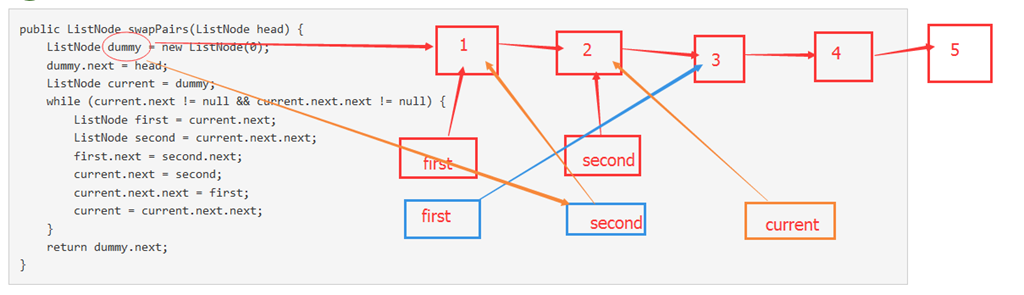 public ListNode swapPairs(ListNode head) {
    ListNode dummy = new ListNode(0);
    dummy.next = head;
    ListNode current = dummy;
    while (current.next != null && current.next.next != null) {
        ListNode first = current.next;
        ListNode second = current.next.next;
        first.next = second.next;
        current.next = second;
        current.next.next = first;
        current = current.next.next;
    }
    return dummy.next;
}
1
2
3
4
5
first
second
first
second
current